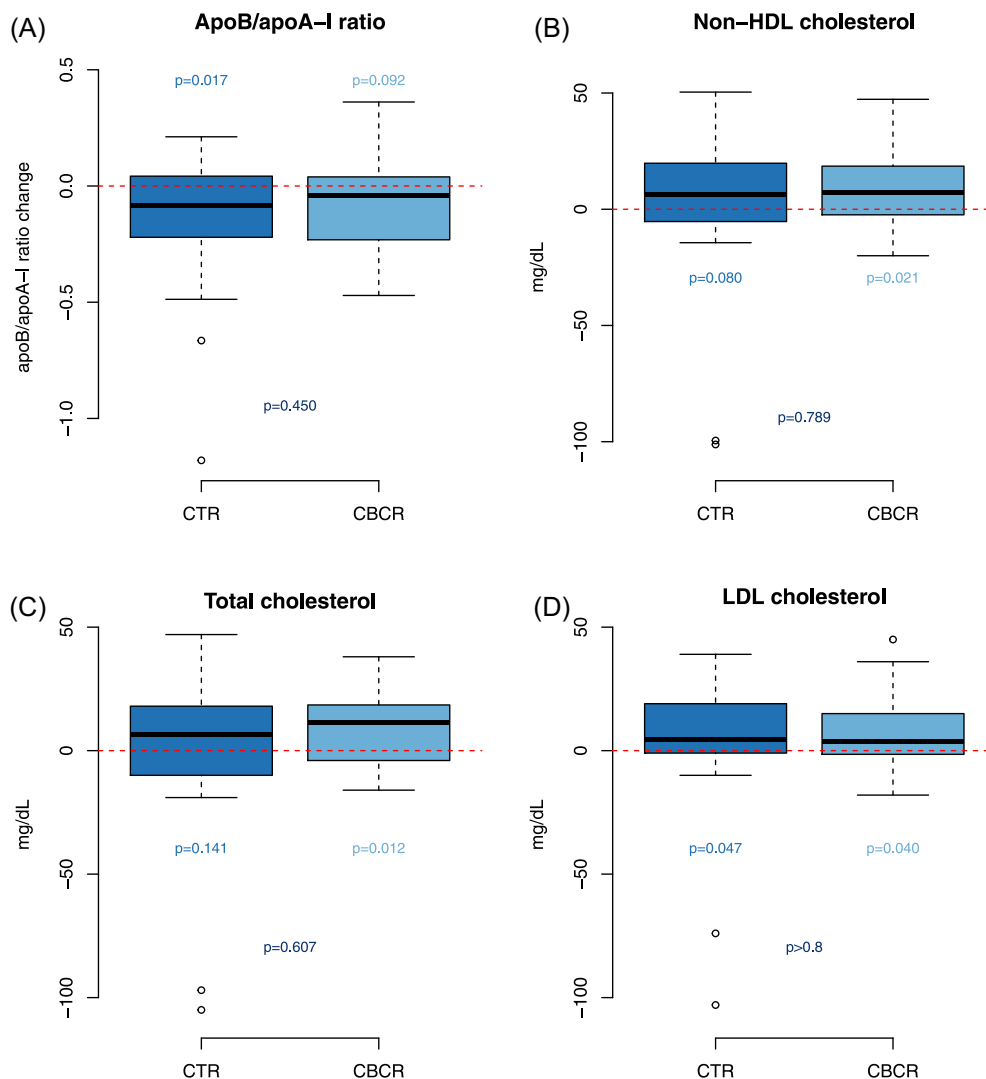 (A)
ApoB/apoA−I ratio
apoB/apoA−I ratio change
0.5
0.0
−0.5
−1.0
p=0.017
p=0.092
p=0.450
CTR
CBCR
(B)
Non−HDL cholesterol
mg/dL
50
0
−50
−100
p=0.080
p=0.021
p=0.789
CTR
CBCR
(C)
Total cholesterol
mg/dL
50
0
−50
−100
p=0.141
p=0.012
p=0.607
CTR
CBCR
(D)
LDL cholesterol
mg/dL
50
0
−50
−100
p=0.047
p=0.040
p>0.8
CTR
CBCR